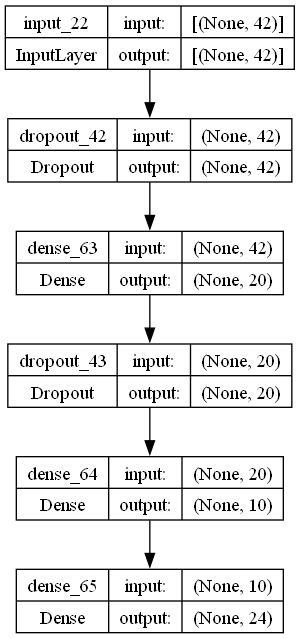 input_22 input: [(None, 42)]
InputLayer output: [(None, 42)]
dropout_42 input: (None, 42)
Dropout output: (None, 42)
dense_63 input: (None, 42)
Dense output: (None, 20)
dropout_43 input: (None, 20)
Dropout output: (None, 20)
dense_64 input: (None, 20)
Dense output: (None, 10)
dense_65 input: (None, 10)
Dense output: (None, 24)